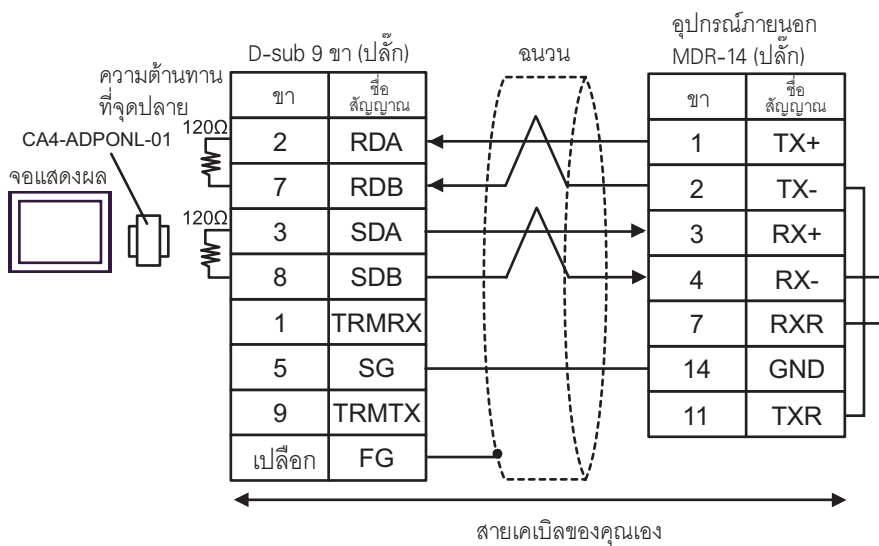 อุปกรณ์ภายนอก
D-sub 9 ขา (ปลั๊ก)
ฉนวน
MDR-14 (ปลั๊ก)
ความต้านทาน
ที่จุดปลาย
CA4-ADPONL-01
จอแสดงผล
120Ω
120Ω
ขา ชื่อสัญญาณ
2 RDA
7 RDB
3 SDA
8 SDB
1 TRMRX
5 SG
9 TRMTX
เปลือก FG
ขา ชื่อสัญญาณ
1 TX+
2 TX-
3 RX+
4 RX-
7 RXR
14 GND
11 TXR
สายเคเบิลของคุณเอง